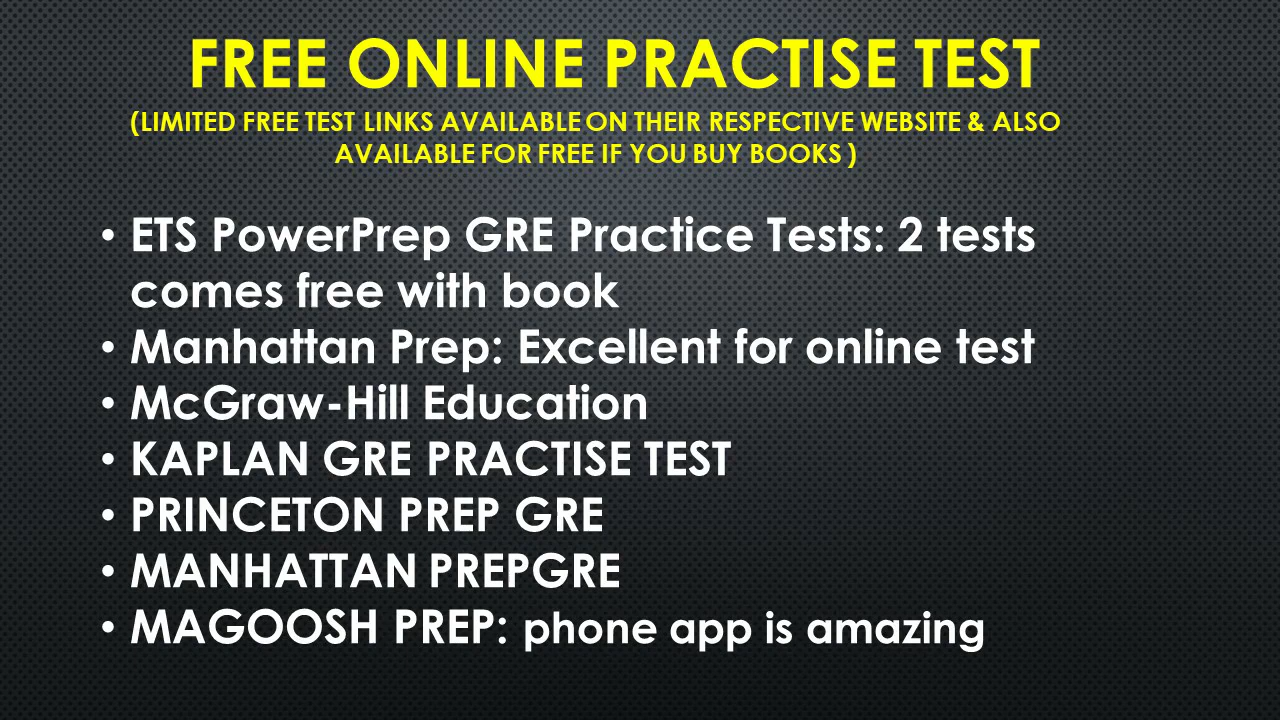 FREE ONLINE PRACTISE TEST
(LIMITED FREE TEST LINKS AVAILABLE ON THEIR RESPECTIVE WEBSITE & ALSO
AVAILABLE FOR FREE IF YOU BUY BOOKS )
• ETS PowerPrep GRE Practice Tests: 2 tests
comes free with book
• Manhattan Prep: Excellent for online test
• McGraw-Hill Education
• KAPLAN GRE PRACTISE TEST
• PRINCETON PREP GRE
• MANHATTAN PREPGRE
• MAGOOSH PREP: phone app is amazing